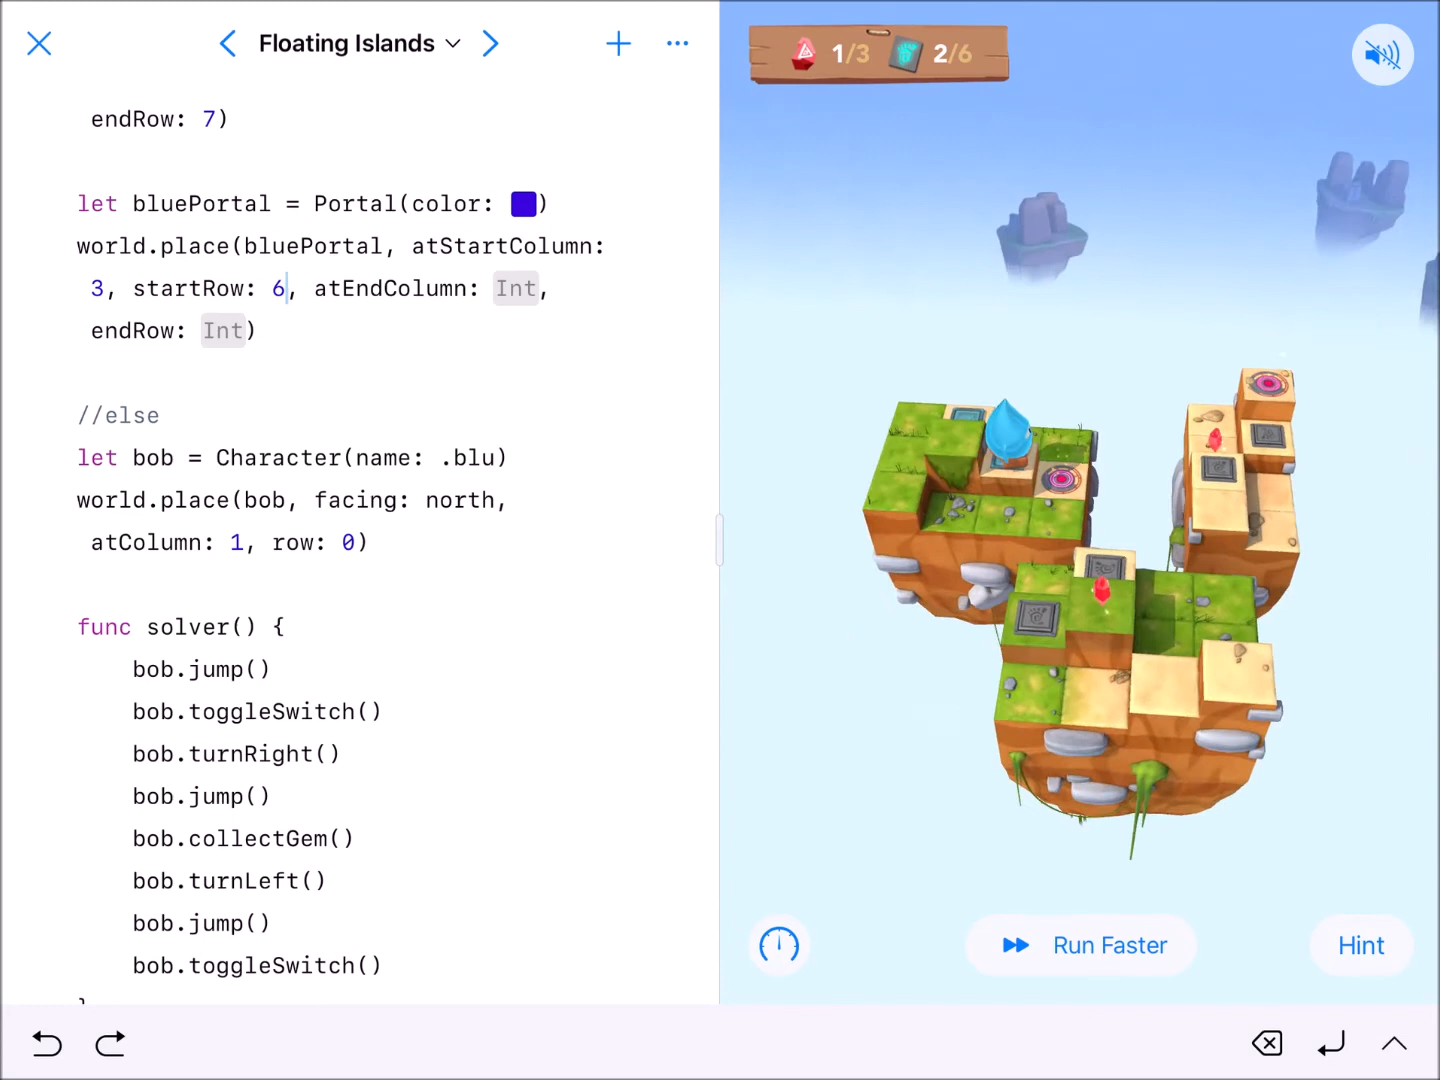 Floating Islands
endRow: 7)
let bluePortal = Portal(color: )
world.place(bluePortal, atStartColumn:
3, startRow: 6, atEndColumn: Int,
endRow: Int)
//else
let bob = Character(name: .blu)
world.place(bob, facing: north,
atColumn: 1, row: 0)
func solver() {
bob.jump()
bob.toggleSwitch()
bob.turnRight()
bob.jump()
bob.collectGem()
bob.turnLeft()
bob.jump()
bob.toggleSwitch()
1/3 2/6
Run Faster
Hint